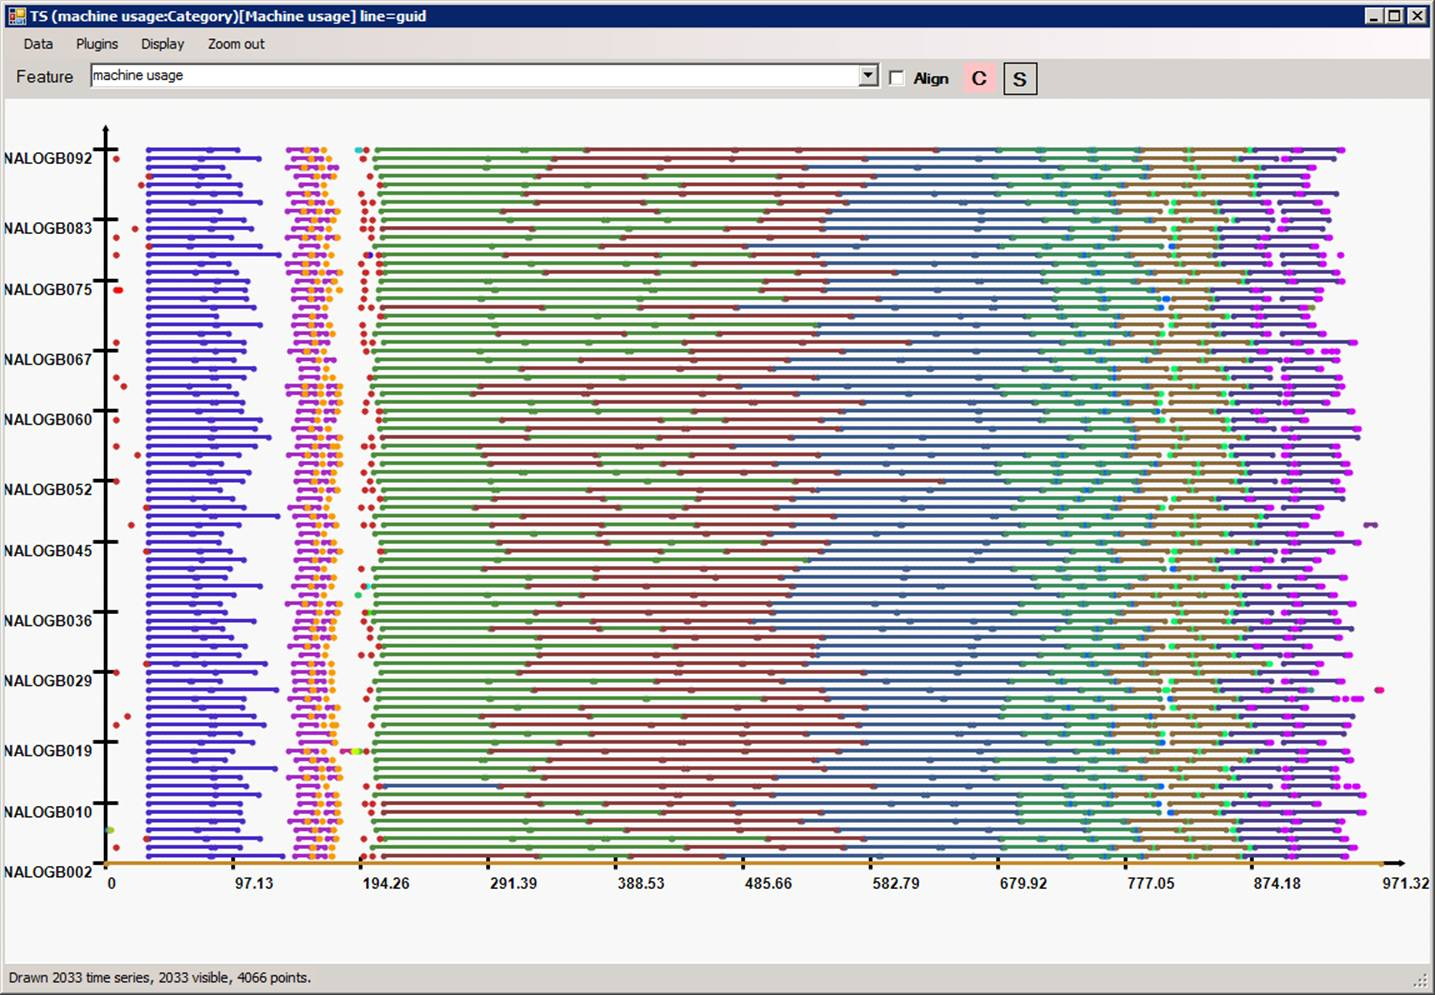 TS (machine usage:Category)[Machine usage] line=guid
Data Plugins Display Zoom out
Feature machine usage Align C S
NALOGB092
NALOGB083
NALOGB075
NALOGB067
NALOGB060
NALOGB052
NALOGB045
NALOGB036
NALOGB029
NALOGB019
NALOGB010
NALOGB002
0 97.13 194.26 291.39 388.53 485.66 582.79 679.92 777.05 874.18 971.32
Drawn 2033 time series, 2033 visible, 4066 points.